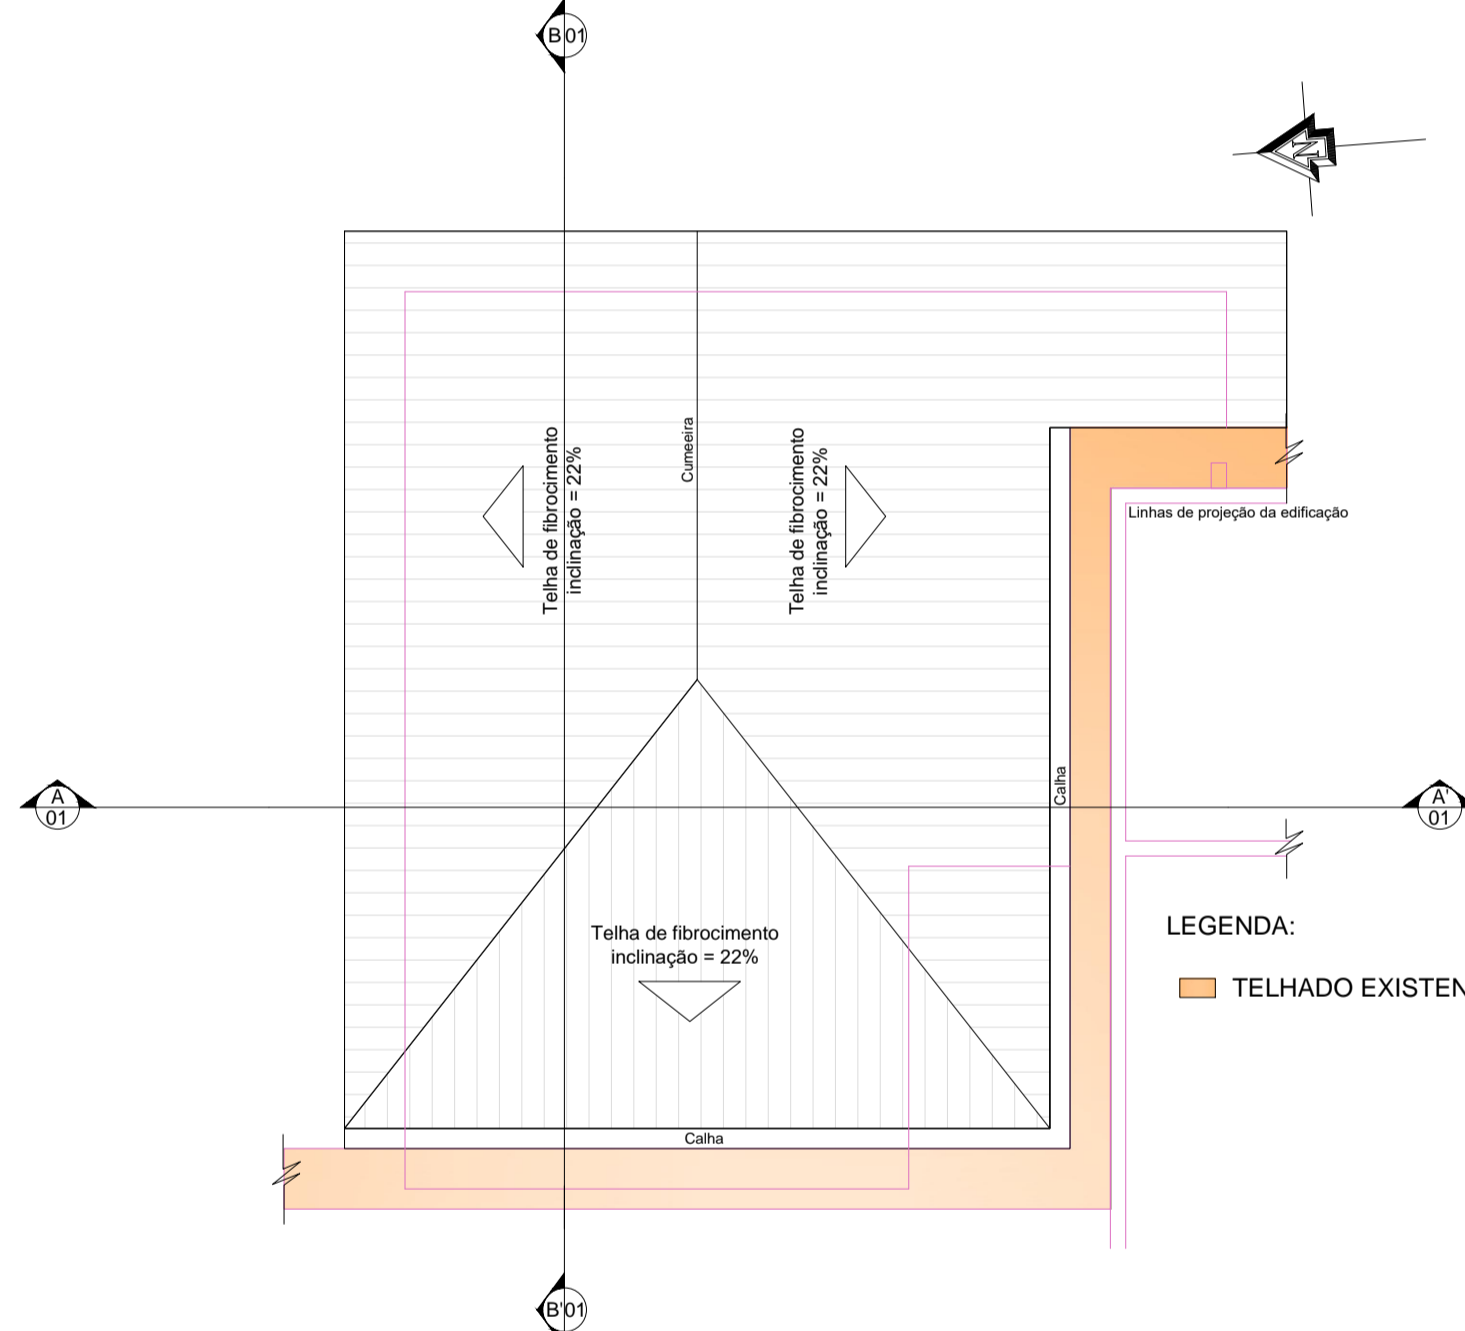 B 01
N
Telha de fibrocimento
inclinação = 22%
Cumeeira
Telha de fibrocimento
inclinação = 22%
Linhas de projeção da edificação
Calha
A
01
A'
01
LEGENDA:
Telha de fibrocimento
inclinação = 22%
TELHADO EXISTEN
Calha
B' 01